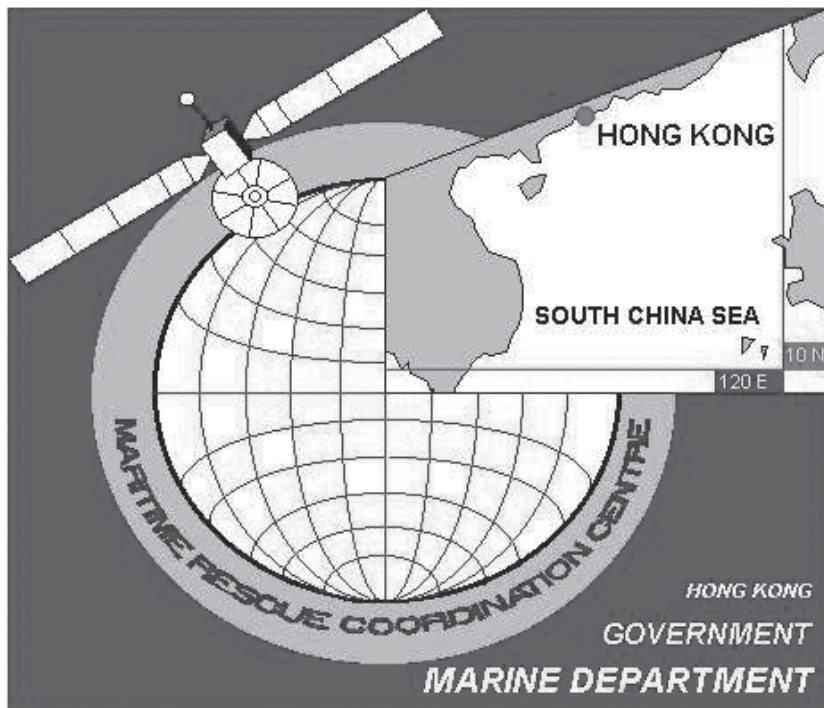 HONG KONG
SOUTH CHINA SEA
10 N
120 E
MARITIME RESCUE COORDINATION CENTRE
HONG KONG
GOVERNMENT
MARINE DEPARTMENT